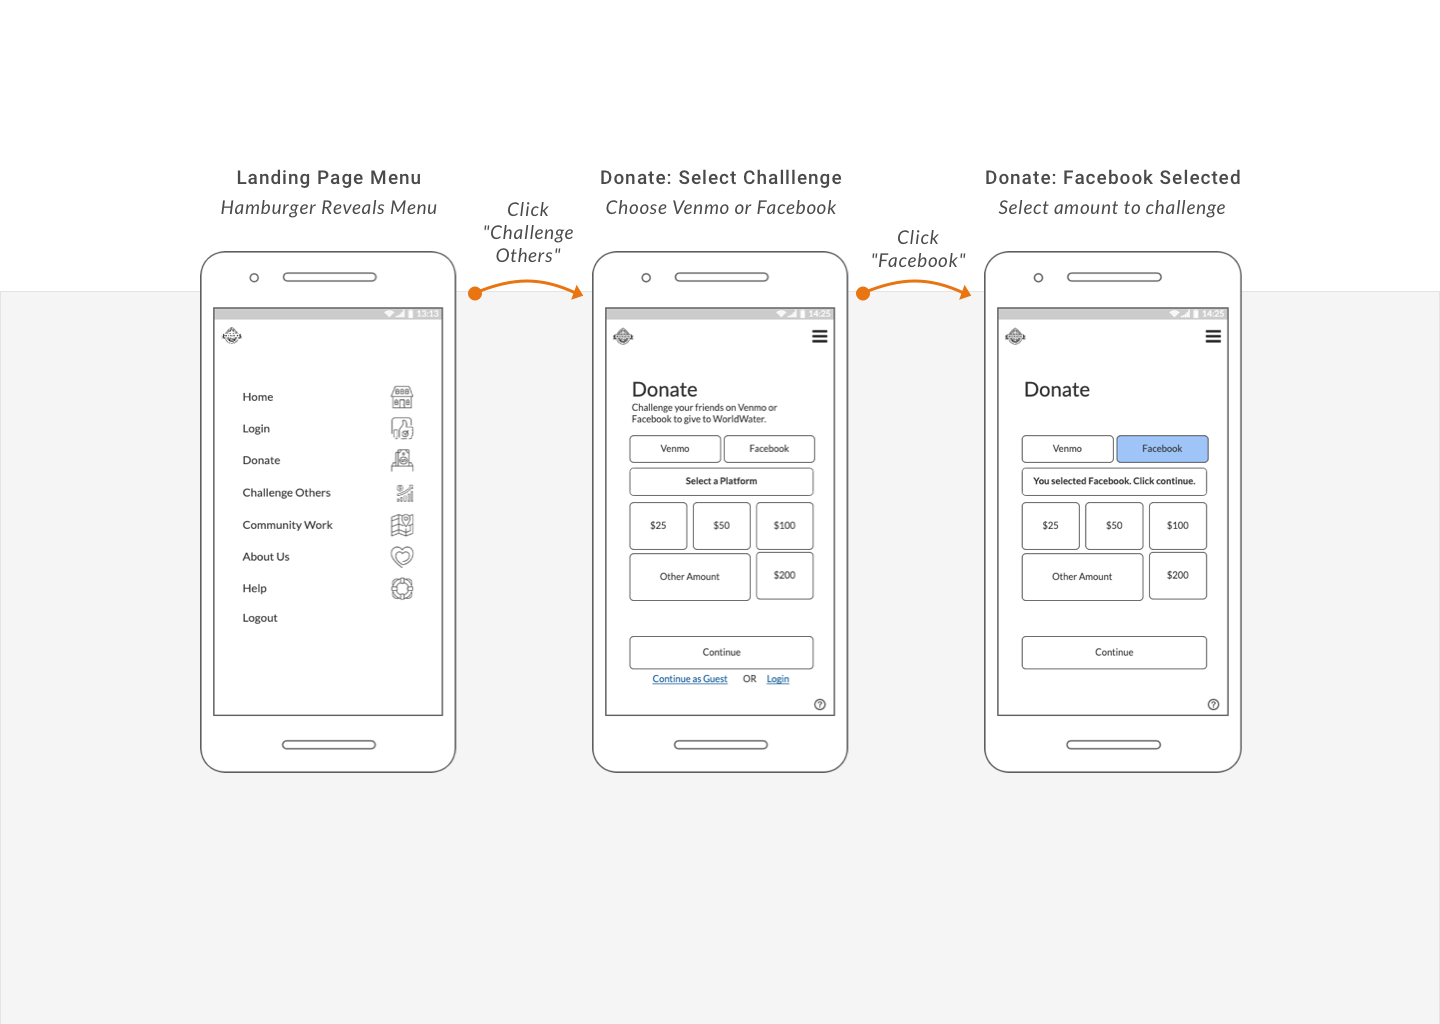 Landing Page Menu
Hamburger Reveals Menu
Click
"Challenge
Others"
Donate: Select Challlenge
Choose Venmo or Facebook
Click
"Facebook"
Donate: Facebook Selected
Select amount to challenge
13:13
Home
Login
Donate
Challenge Others
Community Work
About Us
Help
Logout
14:25
Donate
Challenge your friends on Venmo or
Facebook to give to WorldWater.
Venmo Facebook
Select a Platform
$25 $50 $100
Other Amount $200
Continue
Continue as Guest OR Login
?
14:25
Donate
Venmo Facebook
You selected Facebook. Click continue.
$25 $50 $100
Other Amount $200
Continue
?